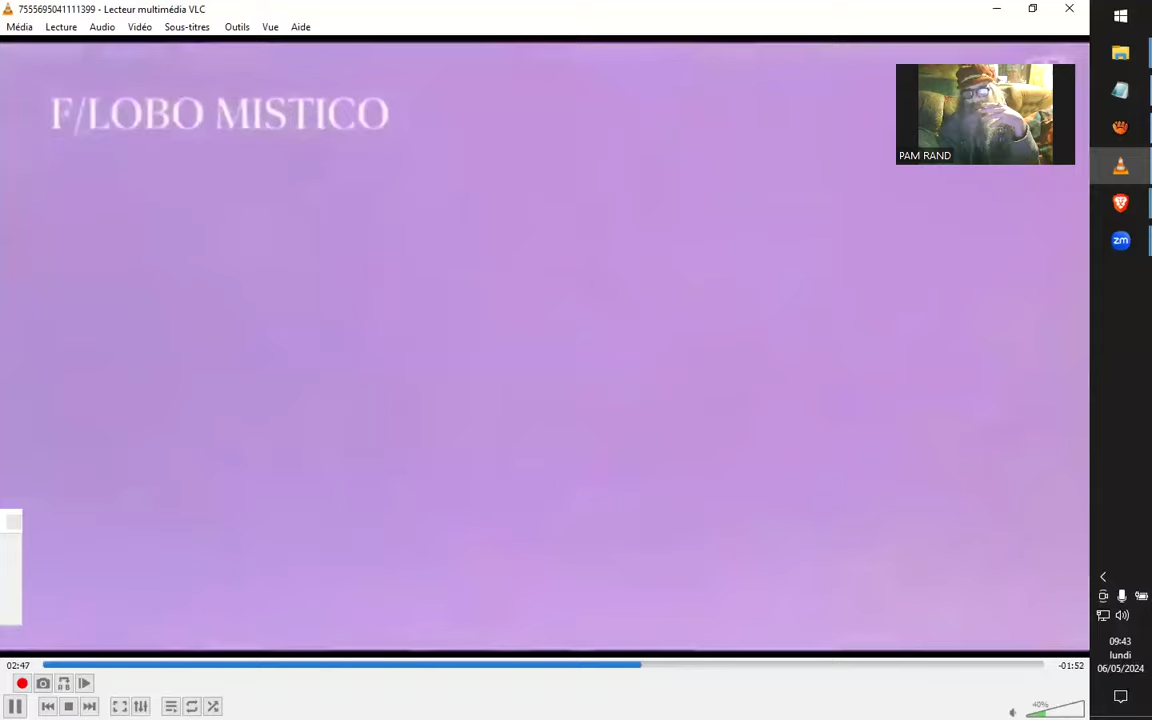 7555695041111399 - Lecteur multimédia VLC
Média Lecture Audio Vidéo Sous-titres Outils Vue Aide
F/LOBO MISTICO
PAM RAND
zm
02:47
-01:52
40%
09:43
lundi
06/05/2024